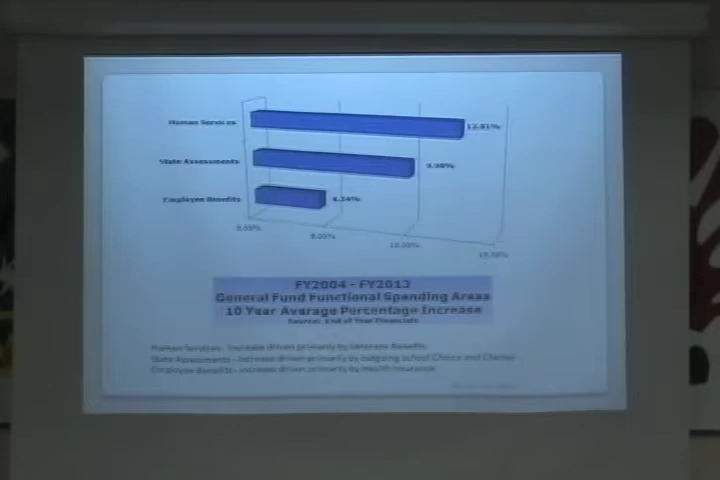 Human Services 12.81%
State Assessments 9.98%
Employee Benefits 4.34%
0.00% 5.00% 10.00% 15.00%
FY2004 - FY2013
General Fund Functional Spending Areas
10 Year Average Percentage Increase
Source: End of Year Financials
Human Services - Increase driven primarily by Veterans Benefits
State Assessments - Increase driven primarily by outgoing School Choice and Charter
Employee Benefits - increase driven primarily by Health Insurance